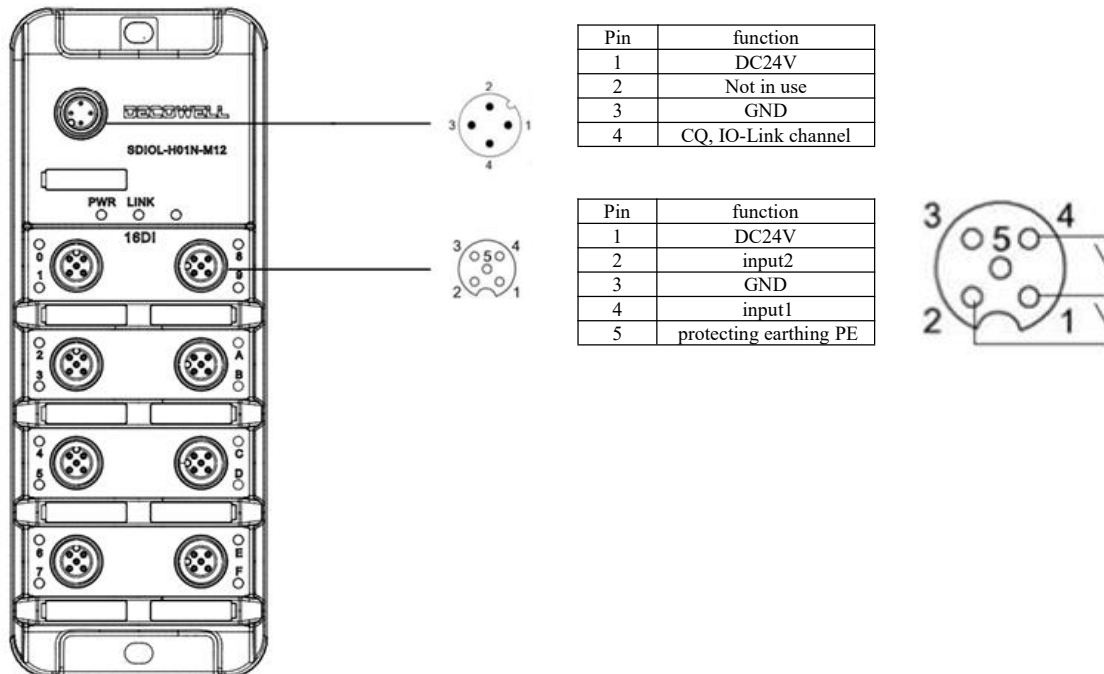 DECOWELL
SDIOL-H01N-M12
PWR LINK
16DI
0 8
1 9
2 A
3 B
4 C
5 D
6 E
7 F
2
3 1
4
3 4
5
2 1
Pin function
1 DC24V
2 Not in use
3 GND
4 CQ, IO-Link channel
Pin function
1 DC24V
2 input2
3 GND
4 input1
5 protecting earthing PE
3 4
5
2 1